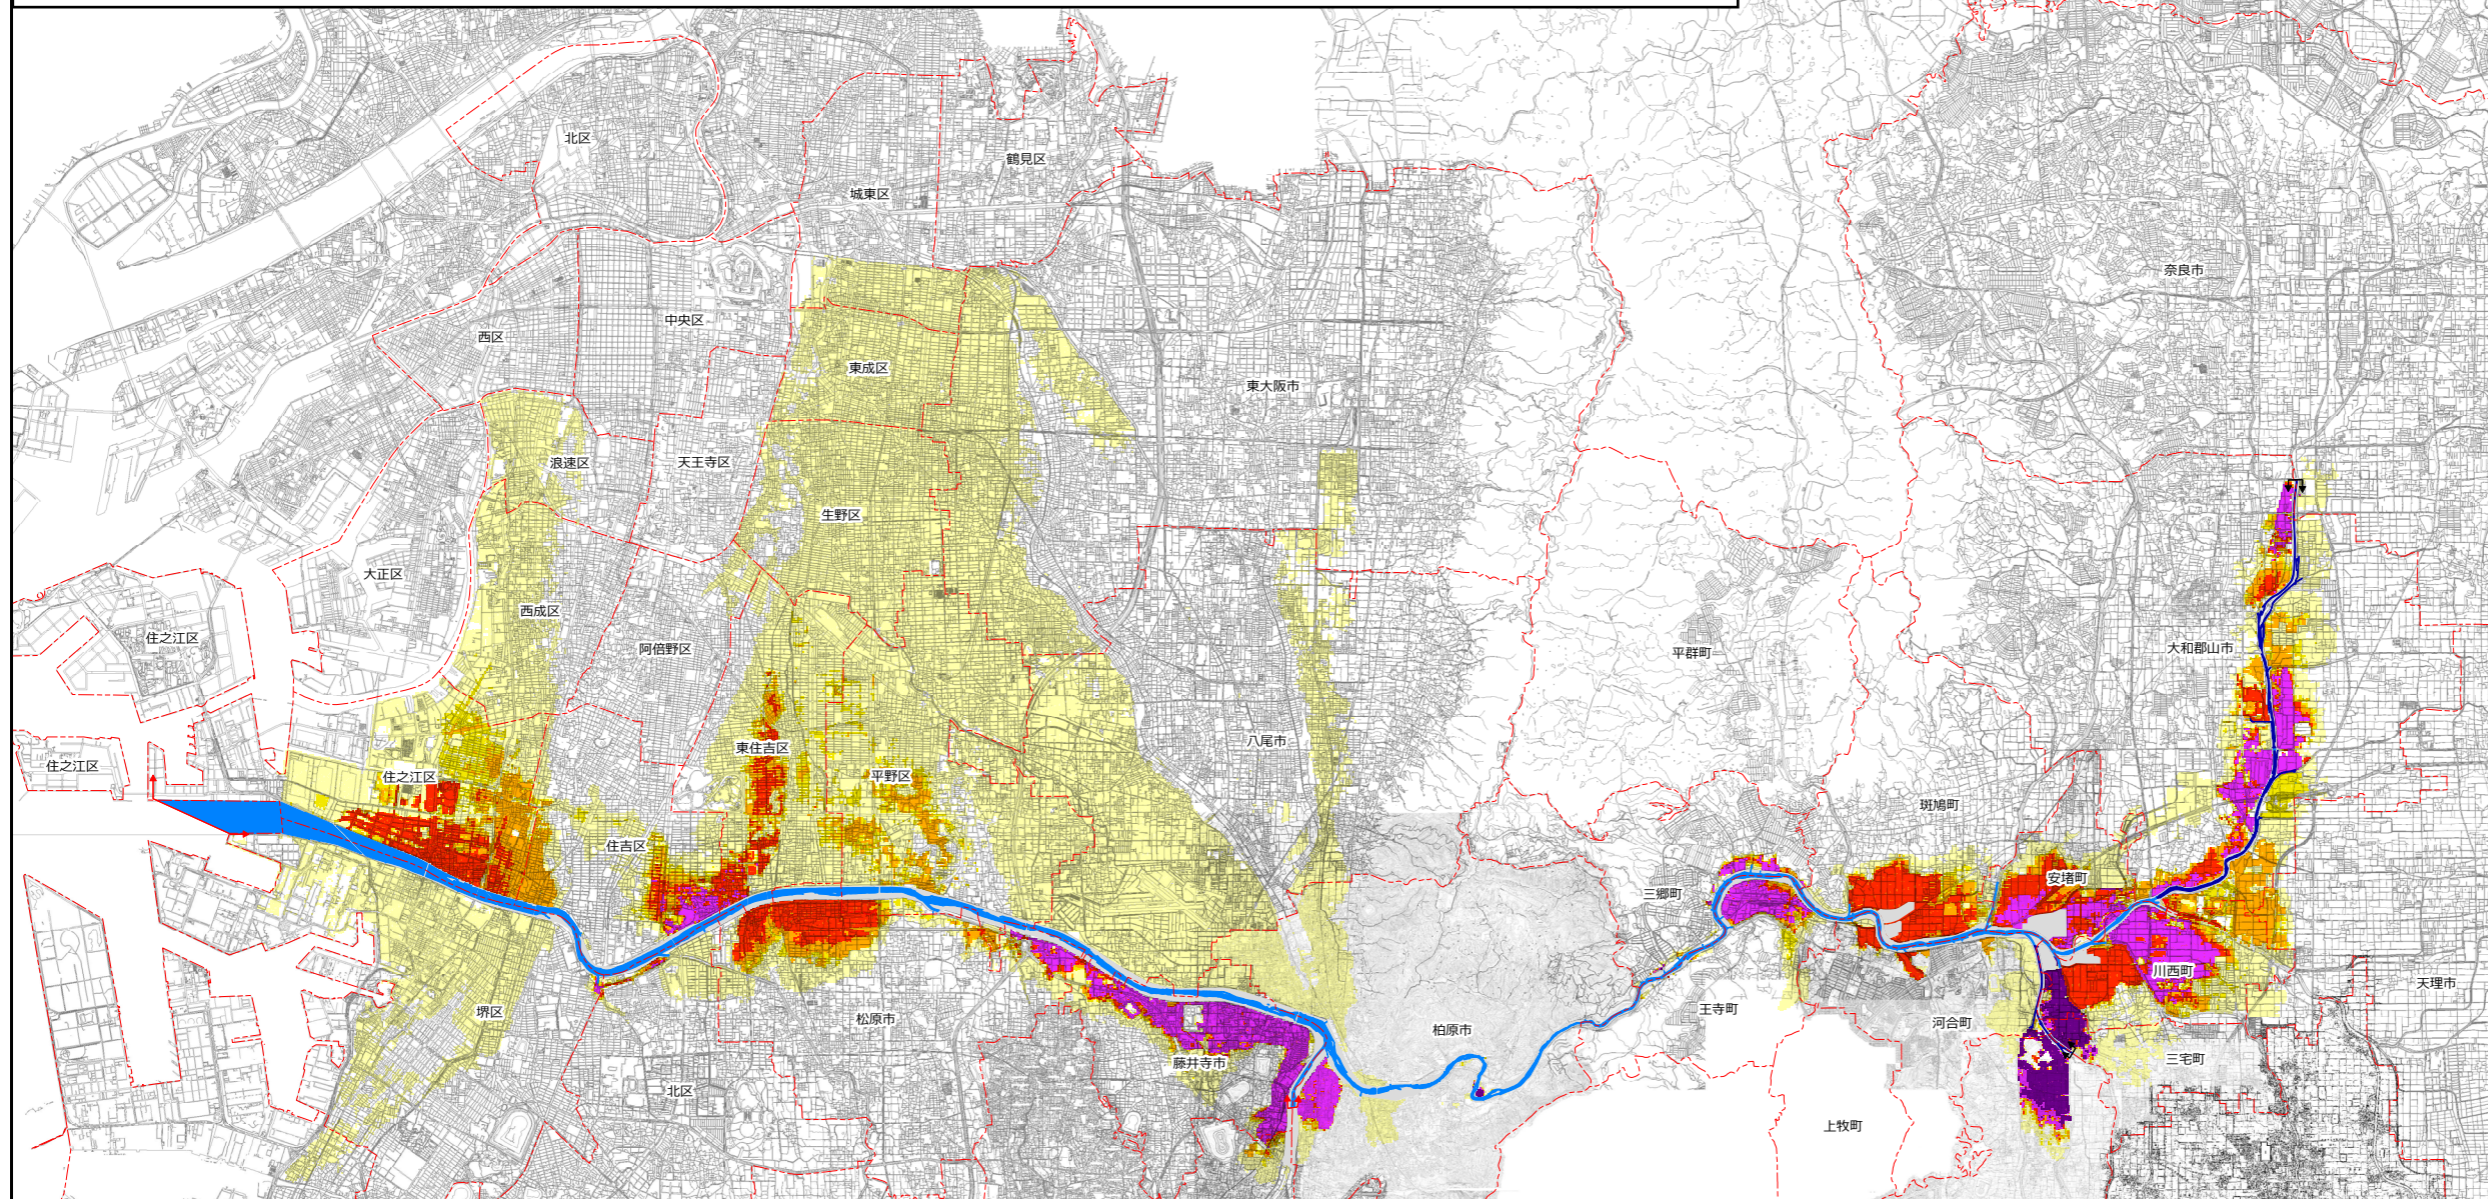 北区
鶴見区
城東区
奈良市
中央区
西区
東成区
東大阪市
浪速区
天王寺区
生野区
大正区
西成区
住之江区
阿倍野区
平群町
大和郡山市
東住吉区
八尾市
住之江区
住之江区
平野区
斑鳩町
住吉区
安堵町
三郷町
川西町
天理市
堺区
松原市
王寺町
河合町
柏原市
藤井寺市
三宅町
北区
上牧町